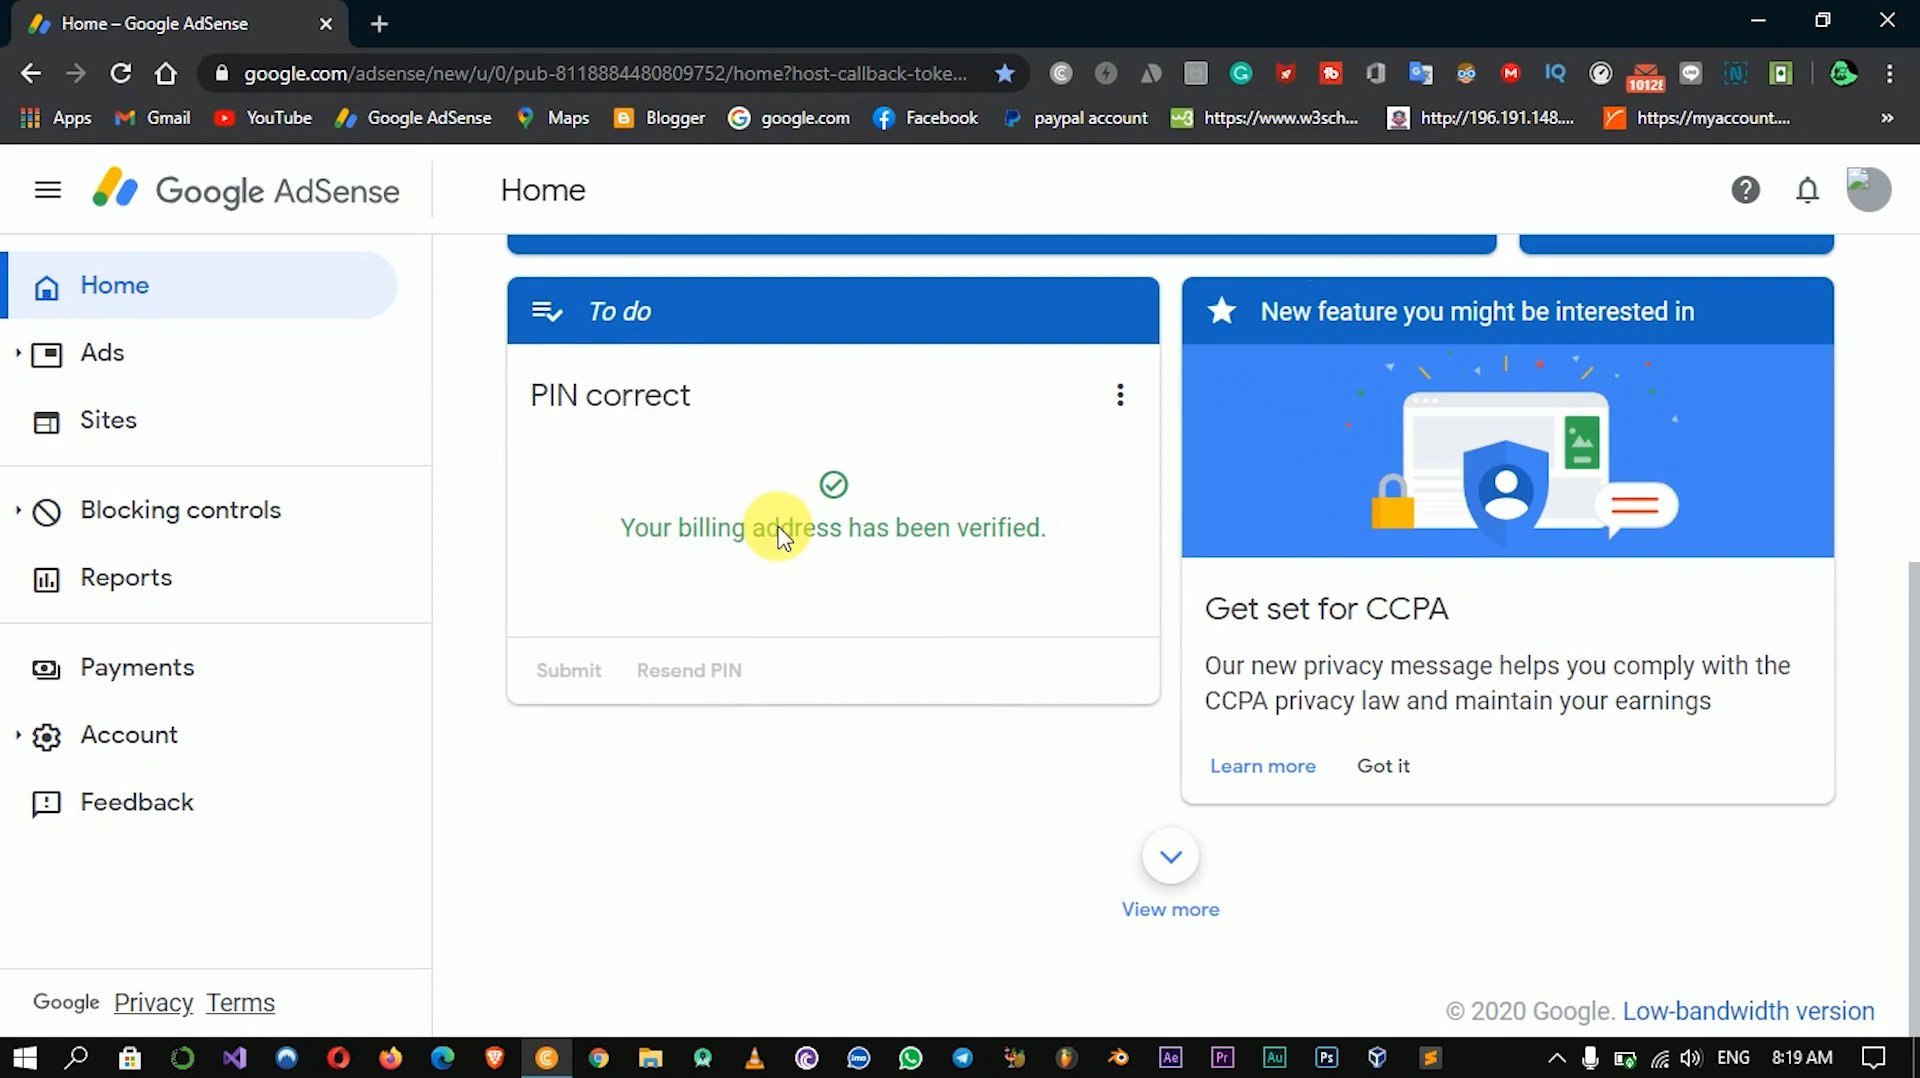 Home – Google AdSense
google.com/adsense/new/u/0/pub-8118884480809752/home?host-callback-toke...
10128
Apps
Gmail
YouTube
Google AdSense
Maps
Blogger
google.com
Facebook
paypal account
https://www.w3sch...
http://196.191.148....
https://myaccount....
»
Google AdSense
Home
Home
Ads
Sites
Blocking controls
Reports
Payments
Account
Feedback
Google Privacy Terms
To do
PIN correct
Your billing address has been verified.
Submit
Resend PIN
New feature you might be interested in
Get set for CCPA
Our new privacy message helps you comply with the
CCPA privacy law and maintain your earnings
Learn more
Got it
View more
© 2020 Google. Low-bandwidth version
ENG
8:19 AM